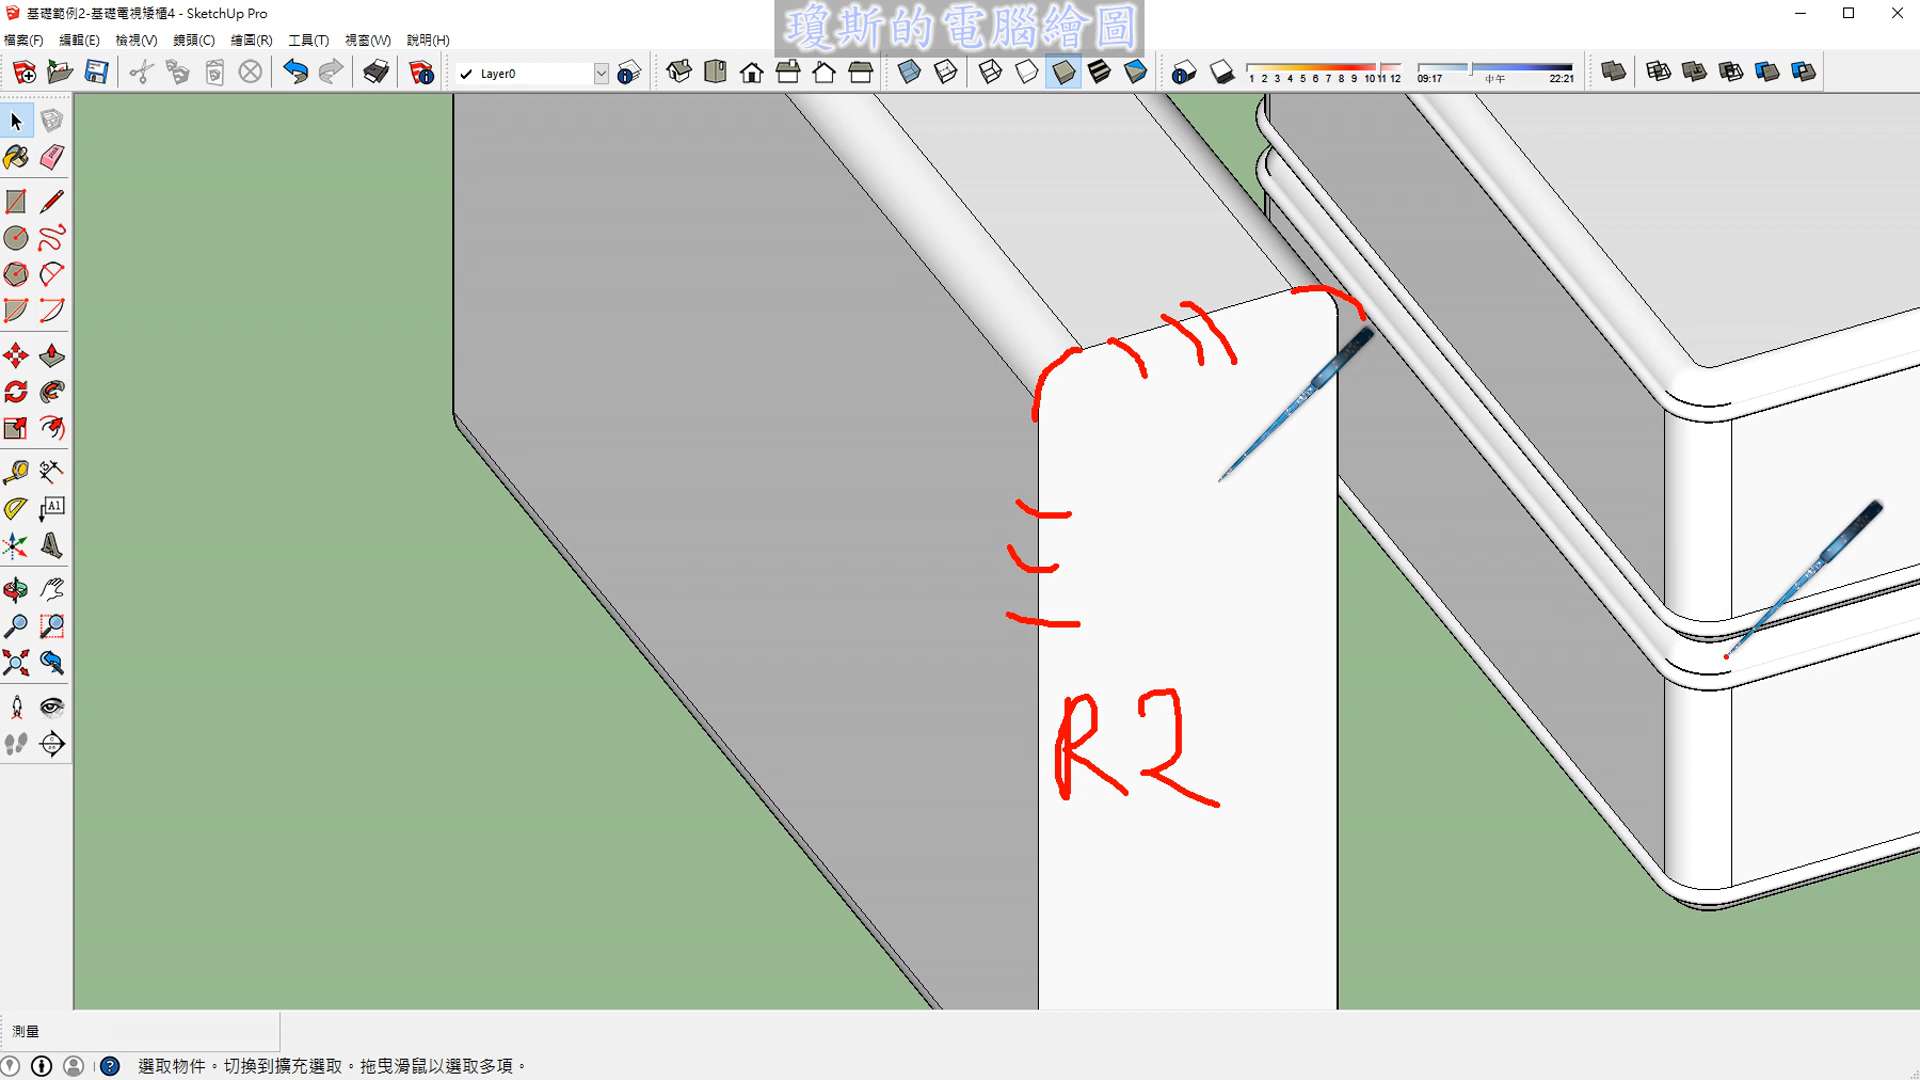 基礎範例2-基礎電視矮櫃4 - SketchUp Pro
瓊斯的電腦繪圖
檔案(F) 編輯(E) 檢視(V) 鏡頭(C) 繪圖(R) 工具(T) 視窗(W) 說明(H)
Layer0
1 2 3 4 5 6 7 8 9 10 11 12
09:17 中午 22:21
A1
R2
測量
選取物件。切換到擴充選取。拖曳滑鼠以選取多項。